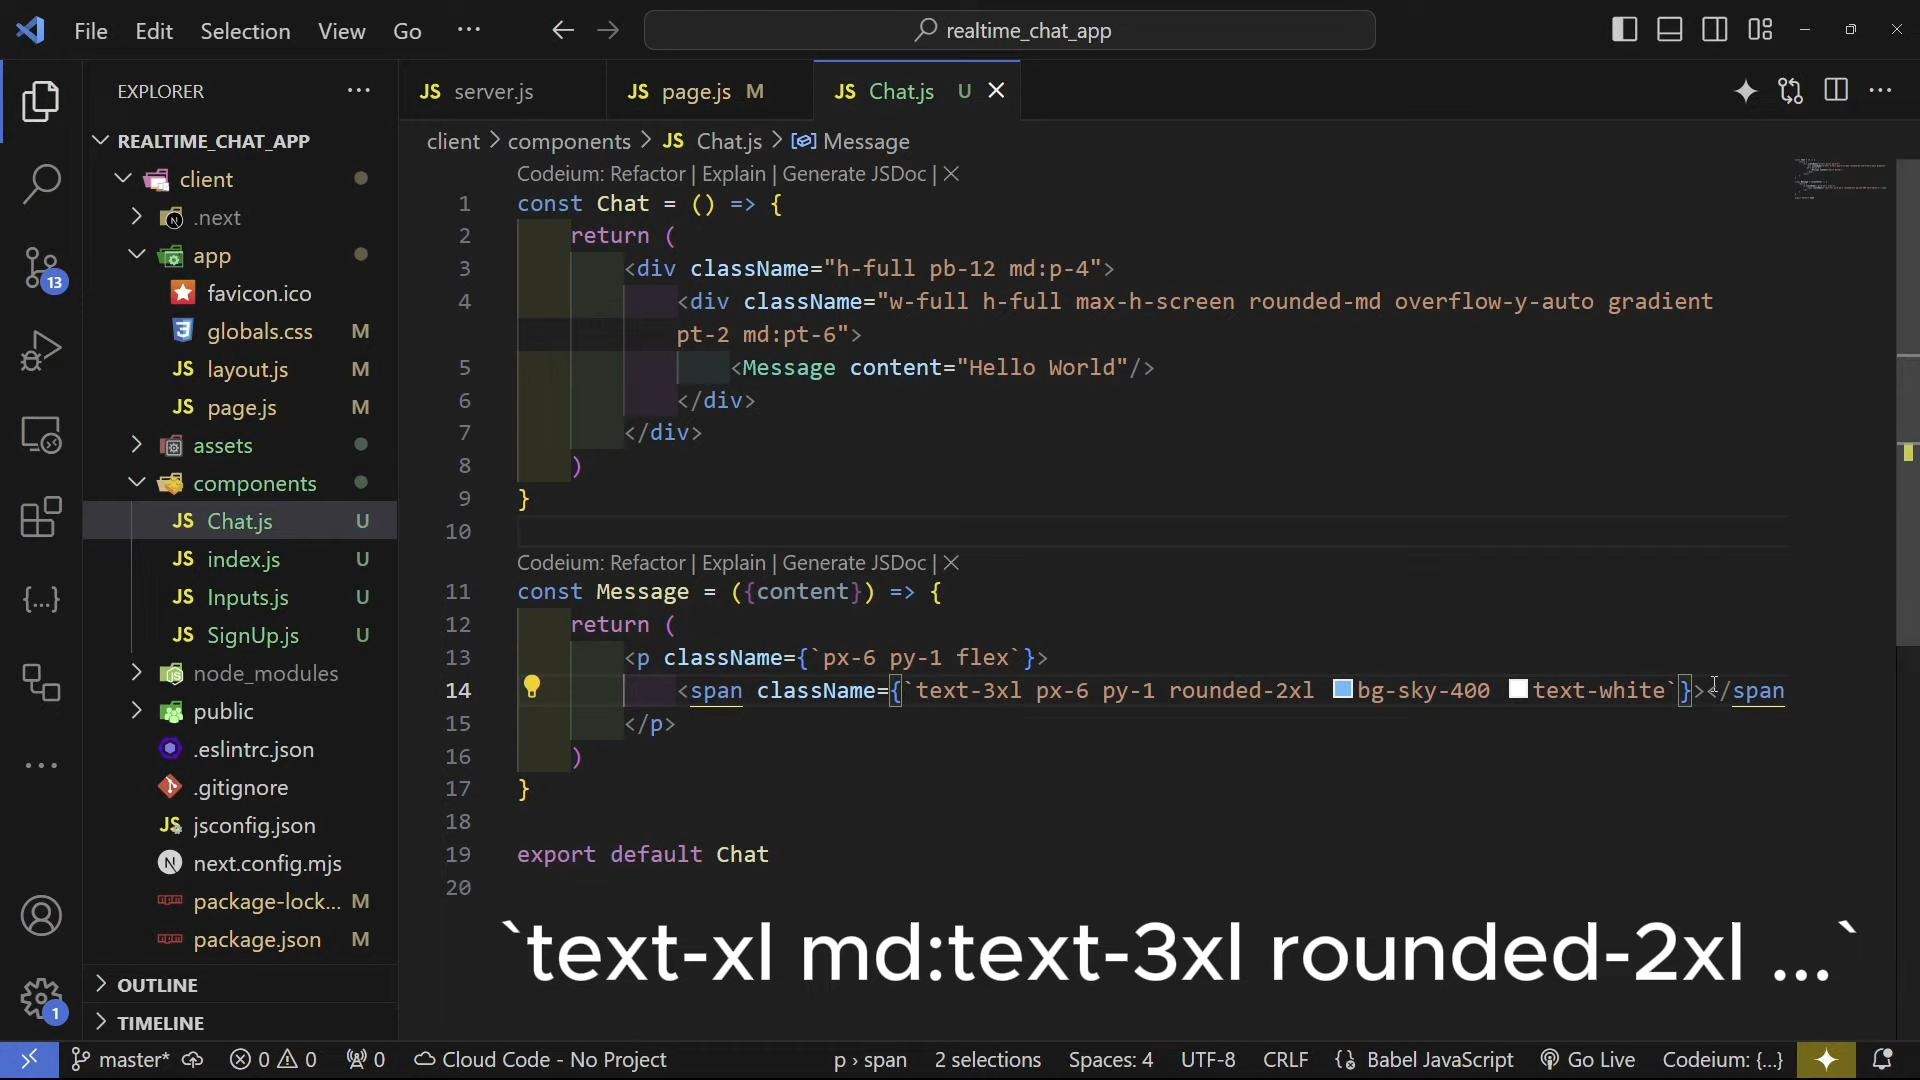 File Edit Selection View Go ···
realtime_chat_app
EXPLORER ···
REALTIME_CHAT_APP
client
.next
app
favicon.ico
globals.css M
layout.js M
page.js M
assets
components
Chat.js U
index.js U
Inputs.js U
SignUp.js U
node_modules
public
.eslintrc.json
.gitignore
jsconfig.json
next.config.mjs
package-lock... M
package.json M
OUTLINE
TIMELINE
13
1
JS server.js
JS page.js M
JS Chat.js U
client > components > JS Chat.js > Message
Codeium: Refactor | Explain | Generate JSDoc | X
1 const Chat = () => {
2 return (
3 <div className="h-full pb-12 md:p-4">
4 <div className="w-full h-full max-h-screen rounded-md overflow-y-auto gradient
pt-2 md:pt-6">
5 <Message content="Hello World"/>
6 </div>
7 </div>
8 )
9 }
10
Codeium: Refactor | Explain | Generate JSDoc | X
11 const Message = ({content}) => {
12 return (
13 <p className={`px-6 py-1 flex`}>
14 <span className={`text-3xl px-6 py-1 rounded-2xl bg-sky-400 text-white`}></span
15 </p>
16 )
17 }
18
19 export default Chat
20
`text-xl md:text-3xl rounded-2xl ...`
master* 0 0 0 Cloud Code - No Project p › span 2 selections Spaces: 4 UTF-8 CRLF Babel JavaScript Go Live Codeium: {...}